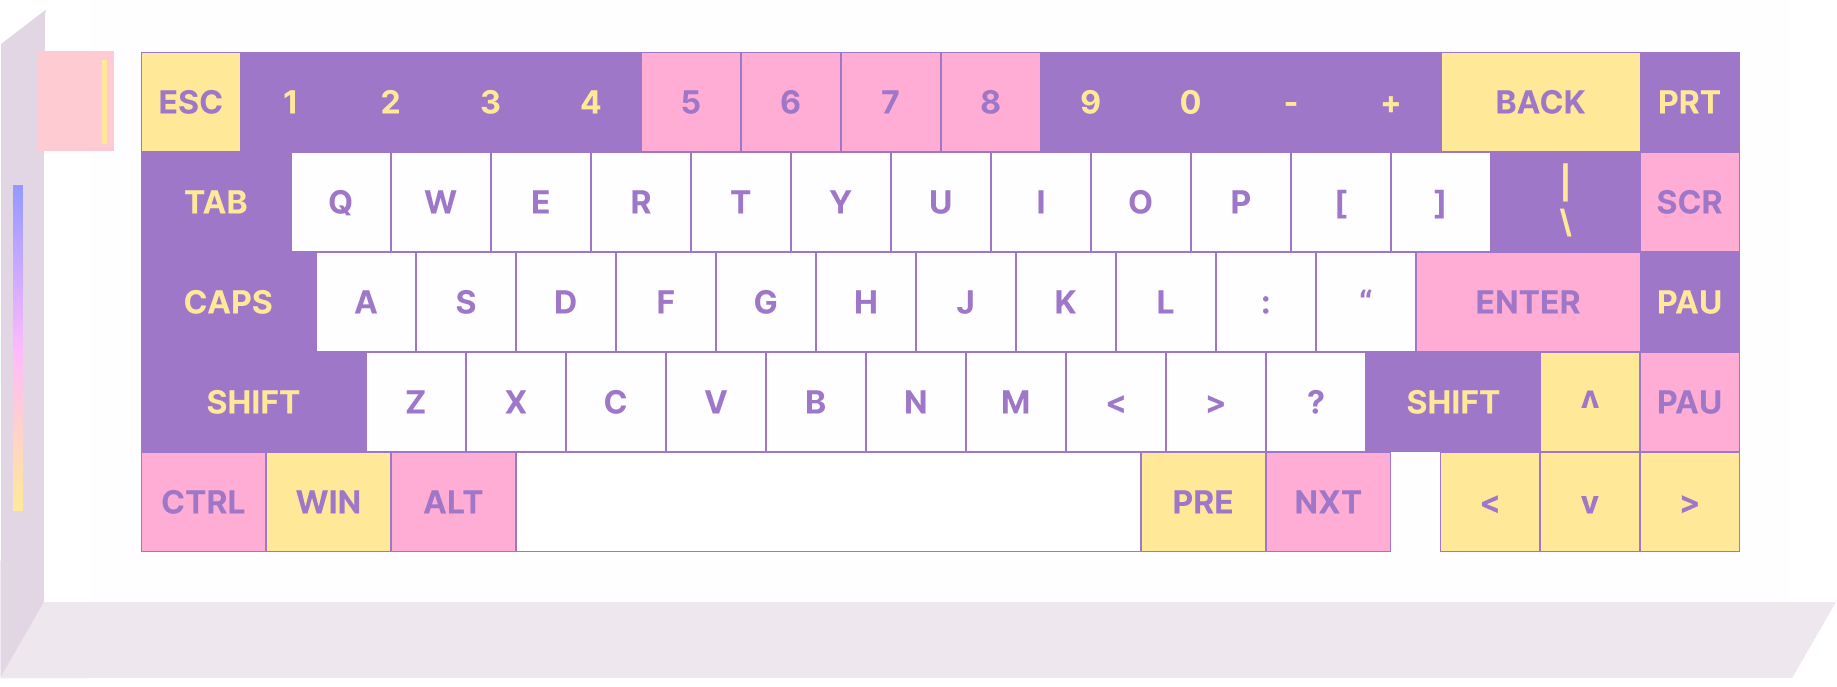 ESC 1 2 3 4 5 6 7 8 9 0 - + BACK PRT
TAB Q W E R T Y U I O P [ ] | \ SCR
CAPS A S D F G H J K L : “ ENTER PAU
SHIFT Z X C V B N M < > ? SHIFT ^ PAU
CTRL WIN ALT PRE NXT < v >